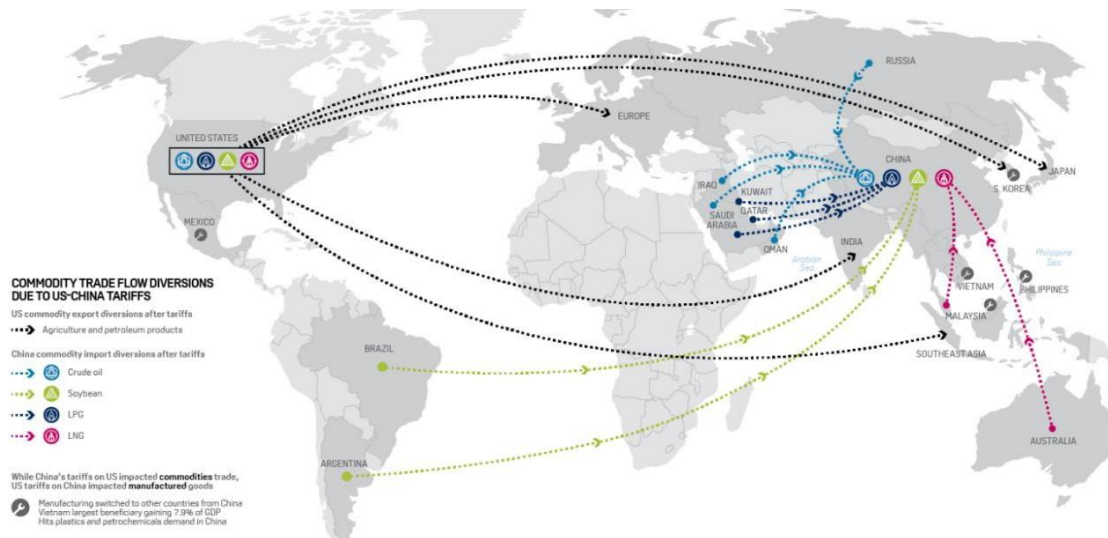 RUSSIA
EUROPE
UNITED STATES
CHINA
JAPAN
S. KOREA
IRAQ
KUWAIT
QATAR
SAUDI
ARABIA
OMAN
INDIA
Arabian
Sea
Philippine
Sea
MEXICO
VIETNAM
PHILIPPINES
MALAYSIA
SOUTHEAST ASIA
BRAZIL
ARGENTINA
AUSTRALIA
COMMODITY TRADE FLOW DIVERSIONS
DUE TO US-CHINA TARIFFS
US commodity export diversions after tariffs
Agriculture and petroleum products
China commodity import diversions after tariffs
Crude oil
Soybean
LPG
LNG
While China's tariffs on US impacted commodities trade,
US tariffs on China impacted manufactured goods
Manufacturing switched to other countries from China
Vietnam largest beneficiary gaining 7.9% of GDP
Hits plastics and petrochemicals demand in China